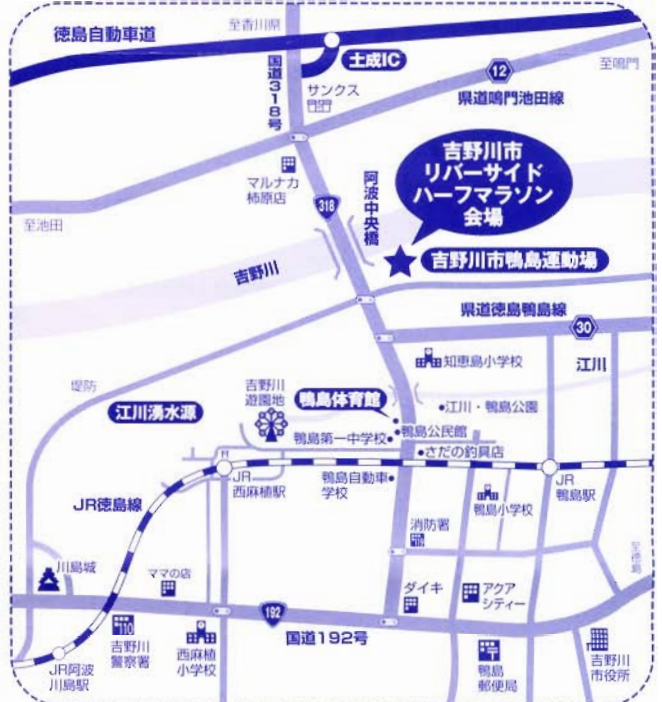 至香川県
徳島自動車道
土成IC
国道318号
サンクス
12
至鳴門
県道鳴門池田線
マルナカ
柿原店
吉野川市
リバーサイド
ハーフマラソン
会場
318
阿波中央橋
至池田
吉野川
吉野川市鴨島運動場
県道徳島鴨島線
30
知恵島小学校
江川
堤防
江川湧水源
吉野川
遊園地
鴨島体育館
江川・鴨島公園
鴨島公民館
鴨島第一中学校
さだの釣具店
JR
西麻植駅
鴨島自動車
学校
JR
鴨島駅
鴨島小学校
JR徳島線
消防署
119
至徳島
川島城
ママの店
ダイキ
アクア
シティー
192
国道192号
110
吉野川
警察署
西麻植
小学校
JR阿波
川島駅
鴨島
郵便局
吉野川
市役所